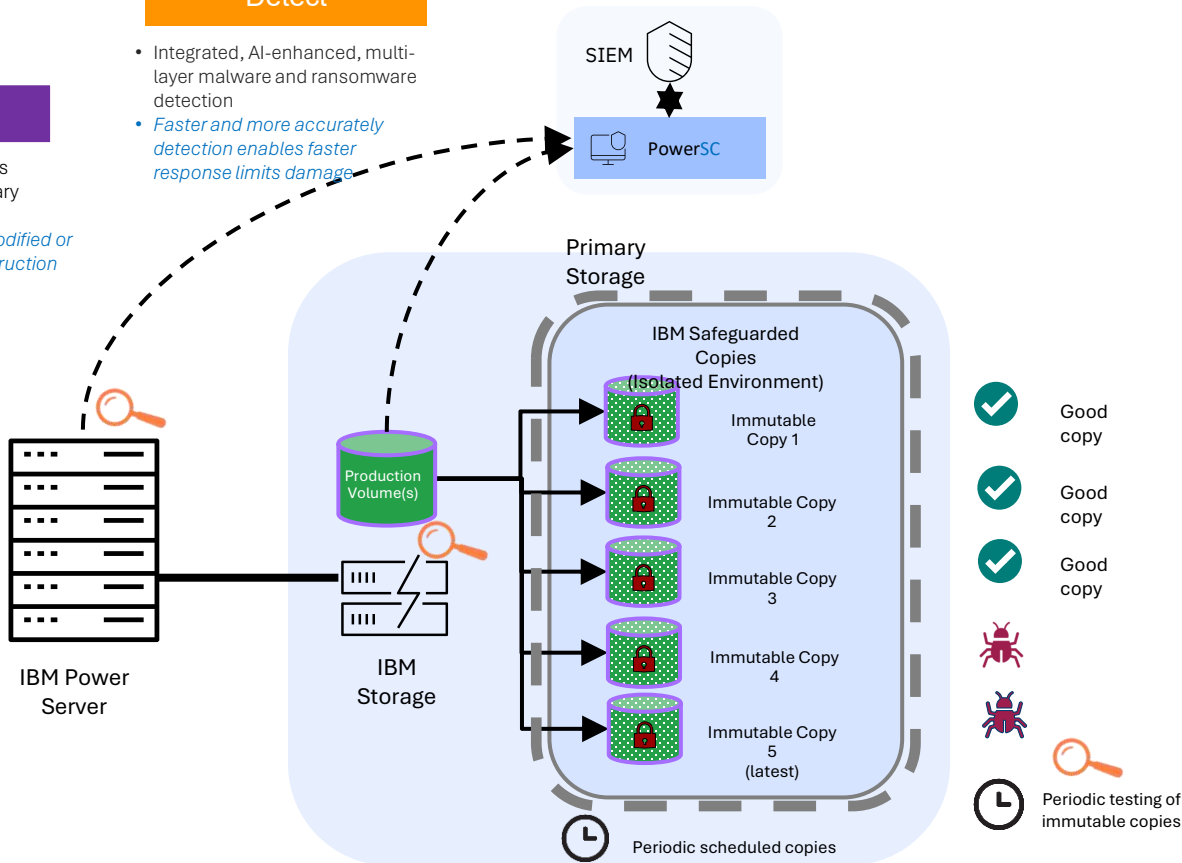 Detect
• Integrated, AI-enhanced, multi-
layer malware and ransomware
detection
• Faster and more accurately
detection enables faster
response limits damage
odified or
ruction
SIEM
PowerSC
Primary
Storage
IBM Safeguarded
Copies
(Isolated Environment)
Immutable
Copy 1
Immutable Copy
2
Immutable Copy
3
Immutable Copy
4
Immutable Copy
5
(latest)
Production
Volume(s)
IBM Power
Server
IBM
Storage
Good
copy
Good
copy
Good
copy
Periodic testing of
immutable copies
Periodic scheduled copies